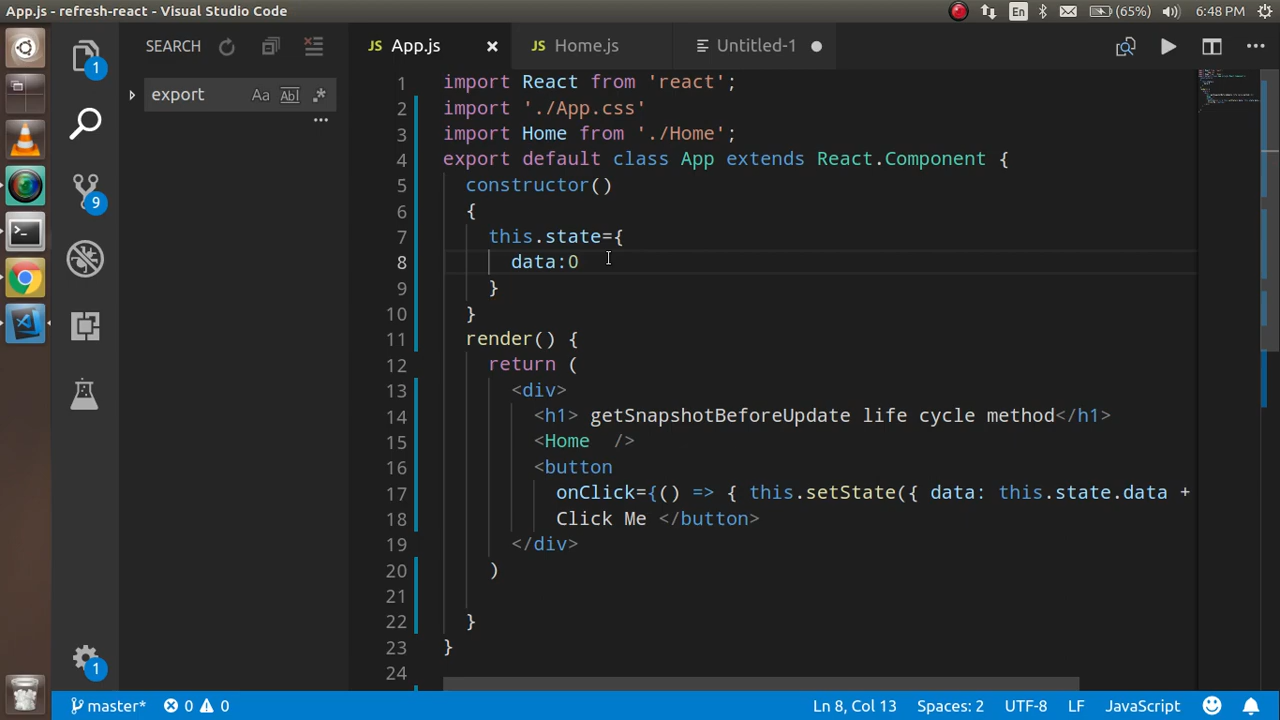 App.js - refresh-react - Visual Studio Code
En
(65%)
6:48 PM
SEARCH
App.js
Home.js
Untitled-1
1
export
Aa
Abl
9
1
1 import React from 'react';
2 import './App.css'
3 import Home from './Home';
4 export default class App extends React.Component {
5 constructor()
6 {
7 this.state={
8 data:0
9 }
10 }
11 render() {
12 return (
13 <div>
14 <h1> getSnapshotBeforeUpdate life cycle method</h1>
15 <Home />
16 <button
17 onClick={() => { this.setState({ data: this.state.data +
18 Click Me </button>
19 </div>
20 )
21
22 }
23 }
24
master*
0
0
Ln 8, Col 13
Spaces: 2
UTF-8
LF
JavaScript